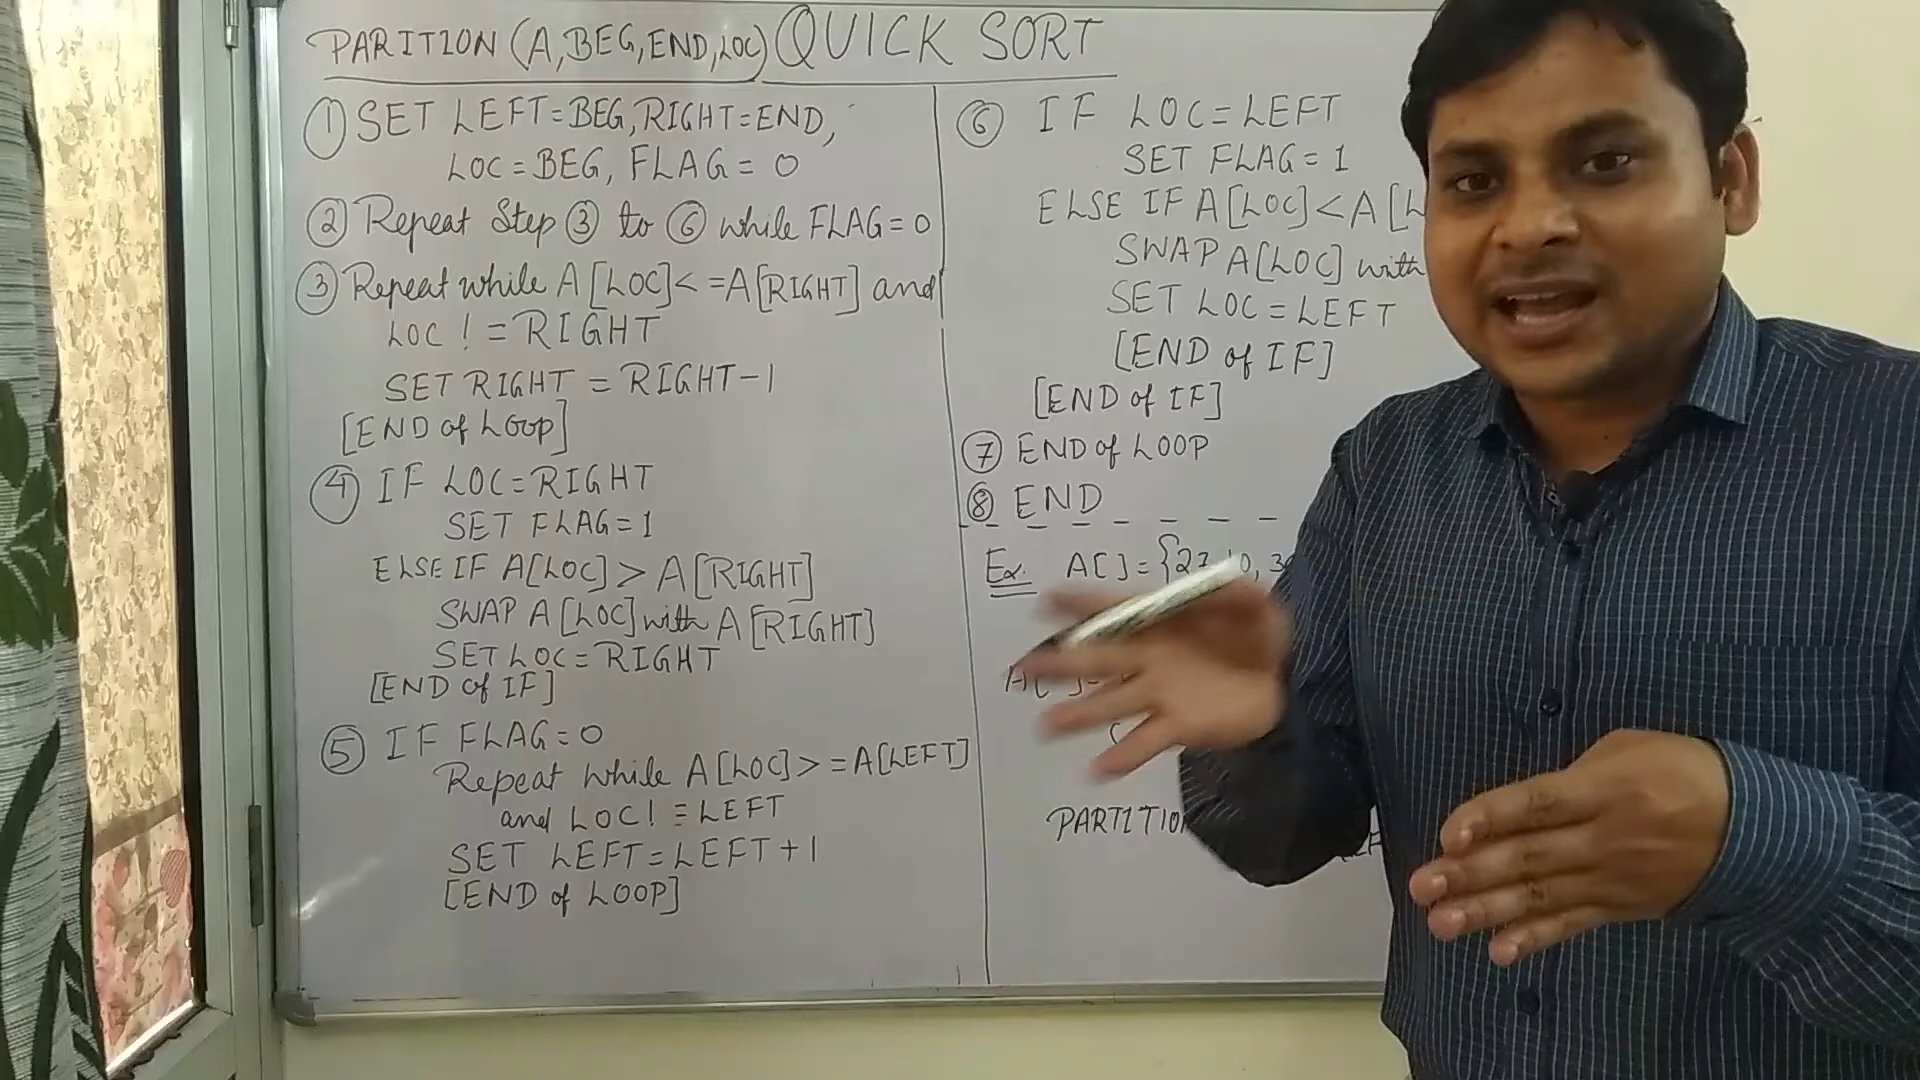 PARITION (A,BEG,END,LOC) QUICK SORT
① SET LEFT=BEG, RIGHT=END,
LOC=BEG, FLAG=0
② Repeat Step ③ to ⑥ while FLAG=0
③ Repeat while A[LOC]<=A[RIGHT] and
LOC!=RIGHT
SET RIGHT=RIGHT-1
[END of LOOP]
④ IF LOC=RIGHT
SET FLAG=1
ELSE IF A[LOC]>A[RIGHT]
SWAP A[LOC] with A[RIGHT]
SET LOC=RIGHT
[END of IF]
⑤ IF FLAG=0
Repeat while A[LOC]>=A[LEFT]
and LOC!=LEFT
SET LEFT=LEFT+1
[END of LOOP]
⑥ IF LOC=LEFT
SET FLAG=1
ELSE IF A[LOC]<A[L
SWAP A[LOC] with
SET LOC=LEFT
[END of IF]
[END of IF]
⑦ END of LOOP
⑧ END
Ex. A[]={27
PARTITION